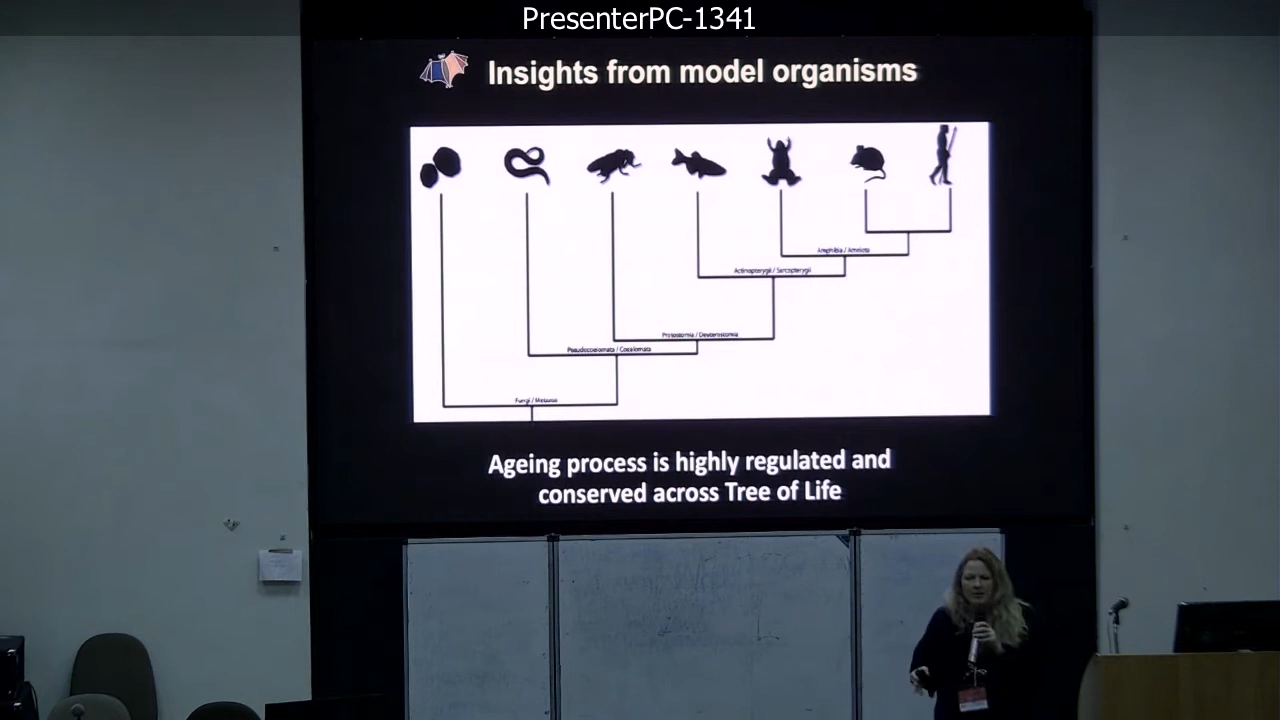 PresenterPC-1341
Insights from model organisms
Amphibia / Amniota
Actinopterygii / Sarcopterygii
Protostomia / Deuterostomia
Pseudocoelomata / Coelomata
Fungi / Metazoa
Ageing process is highly regulated and
conserved across Tree of Life